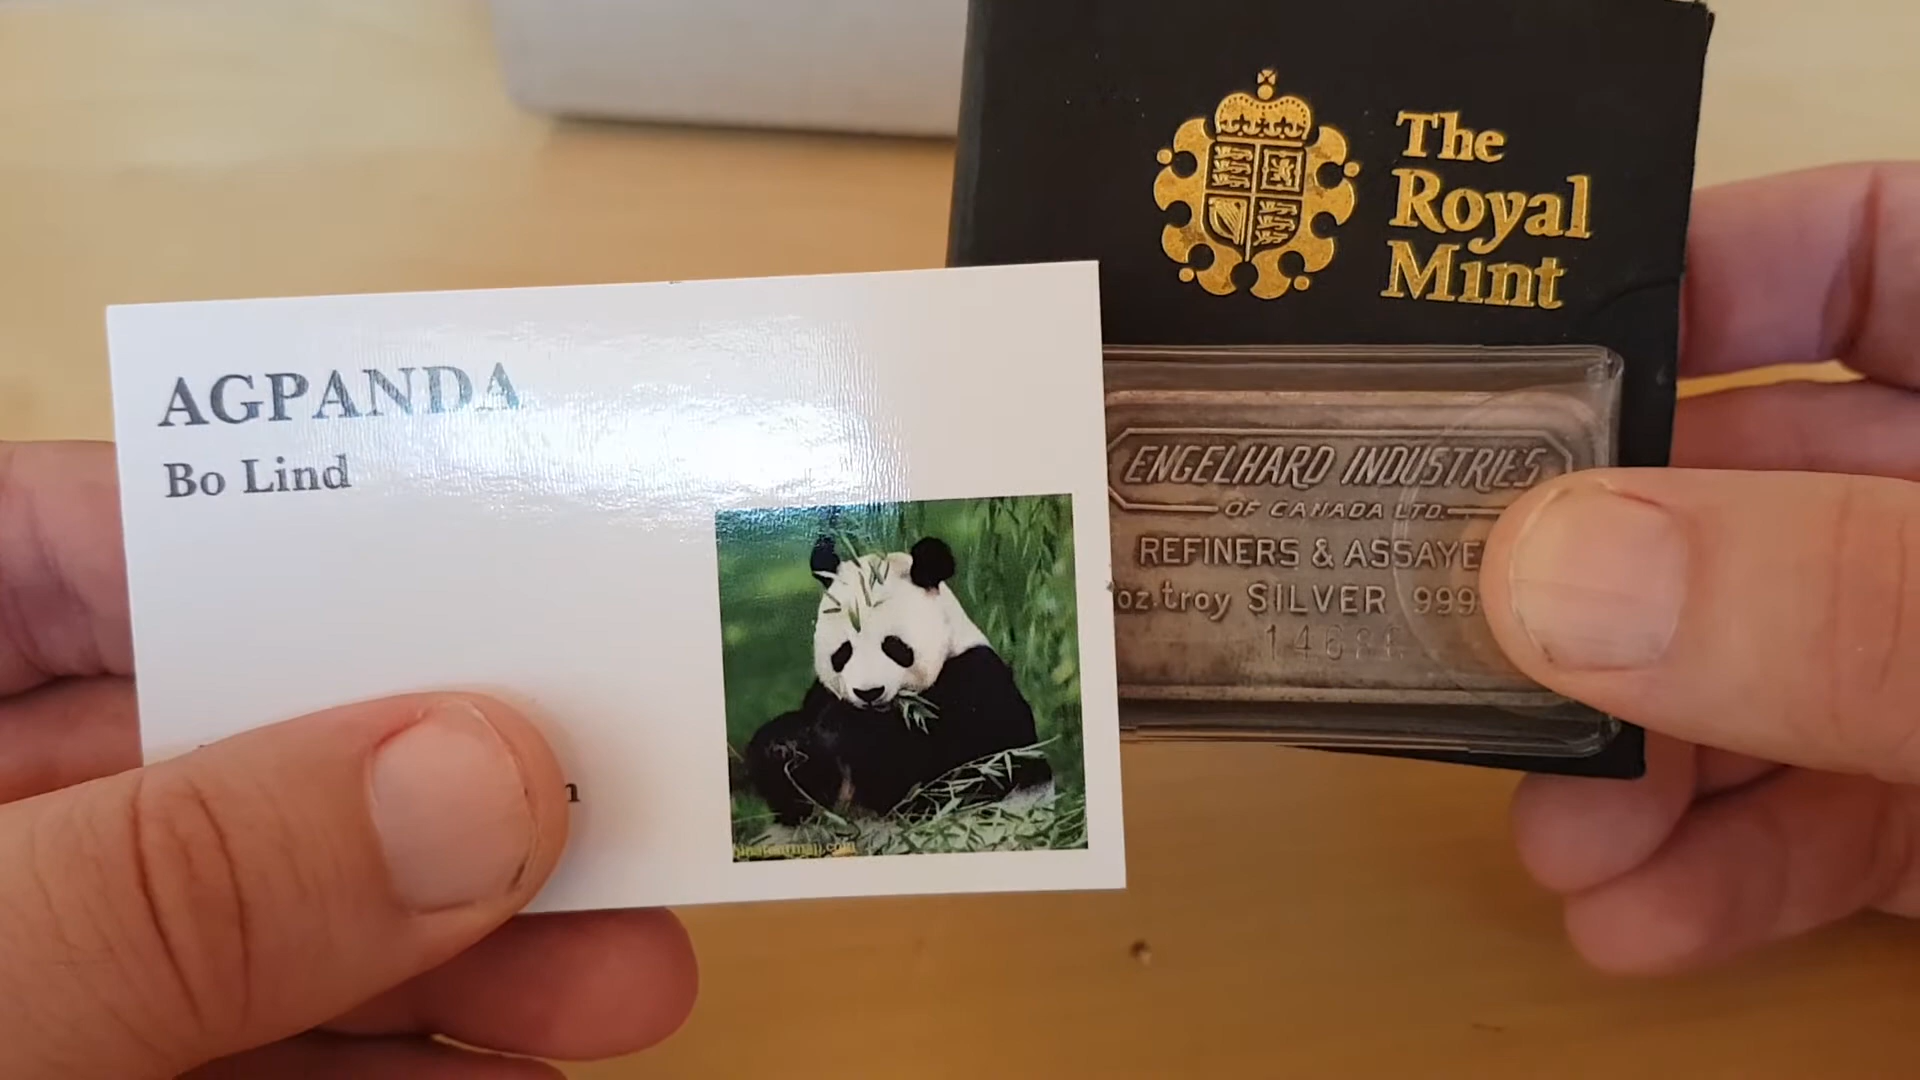 AGPANDA
Bo Lind
The
Royal
Mint
ENGELHARD INDUSTRIES
OF CANADA LTD.
REFINERS & ASSAYE
oz troy SILVER 999